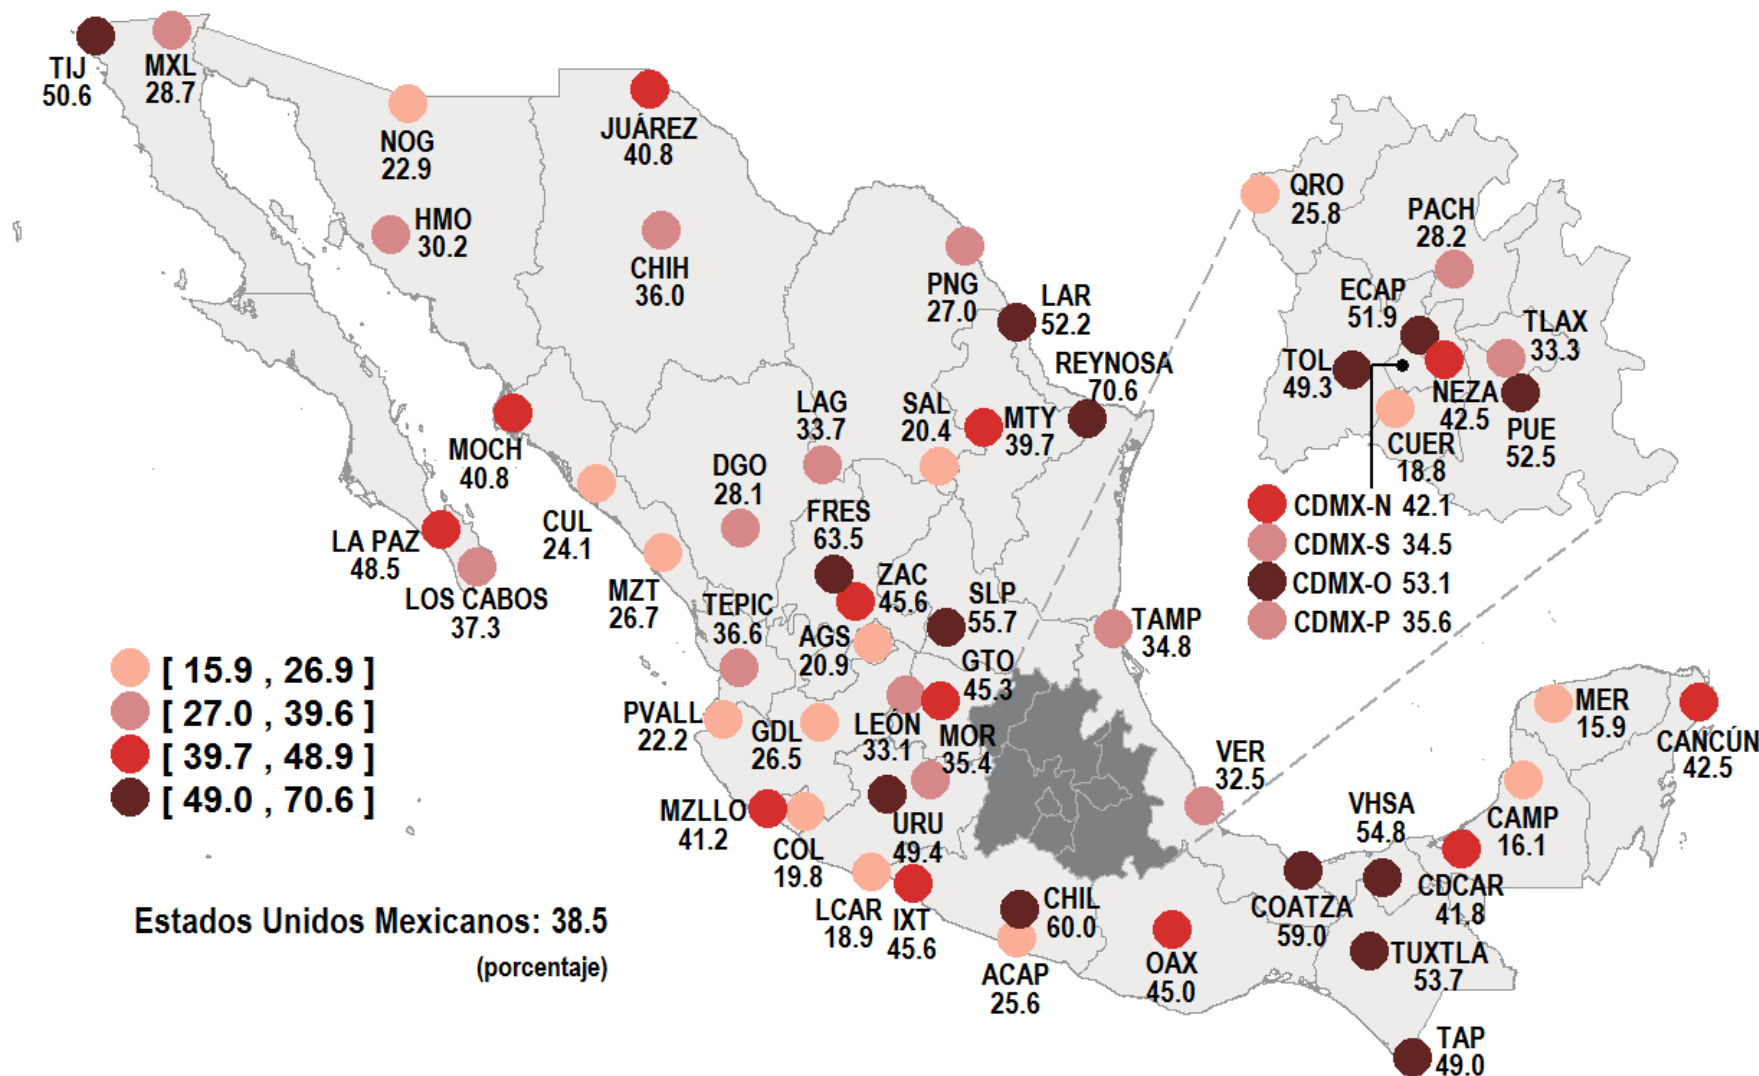 TIJ
50.6
MXL
28.7
NOG
22.9
HMO
30.2
JUÁREZ
40.8
CHIH
36.0
PNG
27.0
LAR
52.2
REYNOSA
70.6
LAG
33.7
SAL
20.4
MTY
39.7
MOCH
40.8
DGO
28.1
FRES
63.5
CUL
24.1
LA PAZ
48.5
LOS CABOS
37.3
MZT
26.7
TEPIC
36.6
ZAC
45.6
SLP
55.7
AGS
20.9
GTO
45.3
TAMP
34.8
PVALL
22.2
GDL
26.5
LEÓN
33.1
MOR
35.4
MZLLO
41.2
COL
19.8
URU
49.4
LCAR
18.9
IXT
45.6
CHIL
60.0
ACAP
25.6
OAX
45.0
VER
32.5
COATZA
59.0
VHSA
54.8
CDCAR
41.8
TUXTLA
53.7
TAP
49.0
CAMP
16.1
MER
15.9
CANCÚN
42.5
QRO
25.8
PACH
28.2
ECAP
51.9
TLAX
33.3
TOL
49.3
NEZA
42.5
CUER
18.8
PUE
52.5
CDMX-N 42.1
CDMX-S 34.5
CDMX-O 53.1
CDMX-P 35.6
[ 15.9 , 26.9 ]
[ 27.0 , 39.6 ]
[ 39.7 , 48.9 ]
[ 49.0 , 70.6 ]
Estados Unidos Mexicanos: 38.5
(porcentaje)